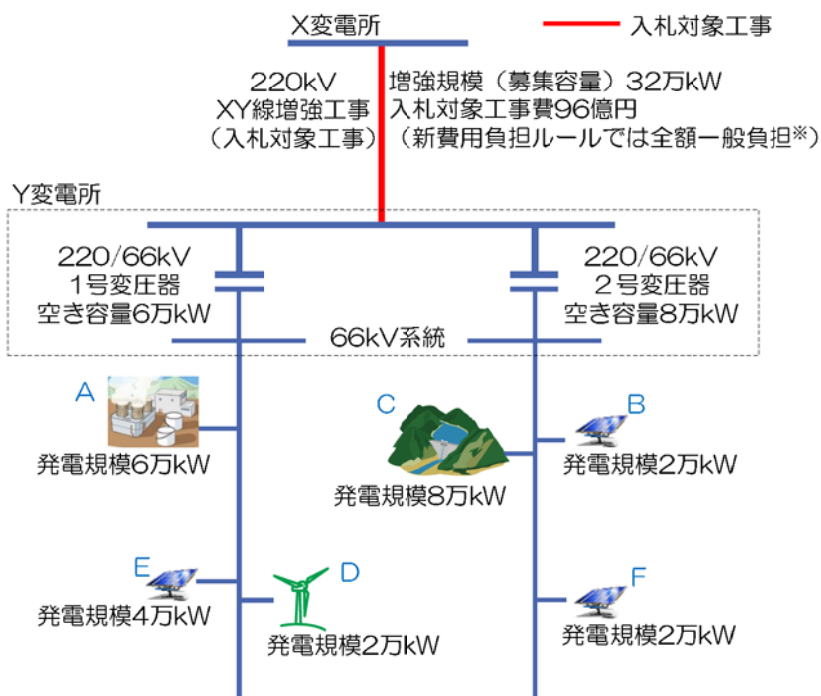 X変電所
入札対象工事
220kV
XY線増強工事
（入札対象工事）
増強規模（募集容量）32万kW
入札対象工事費96億円
（新費用負担ルールでは全額一般負担※）
Y変電所
220/66kV
1号変圧器
空き容量6万kW
220/66kV
２号変圧器
空き容量8万kW
66kV系統
A
発電規模6万kW
C
発電規模8万kW
B
発電規模2万kW
E
発電規模4万kW
D
発電規模2万kW
F
発電規模2万kW